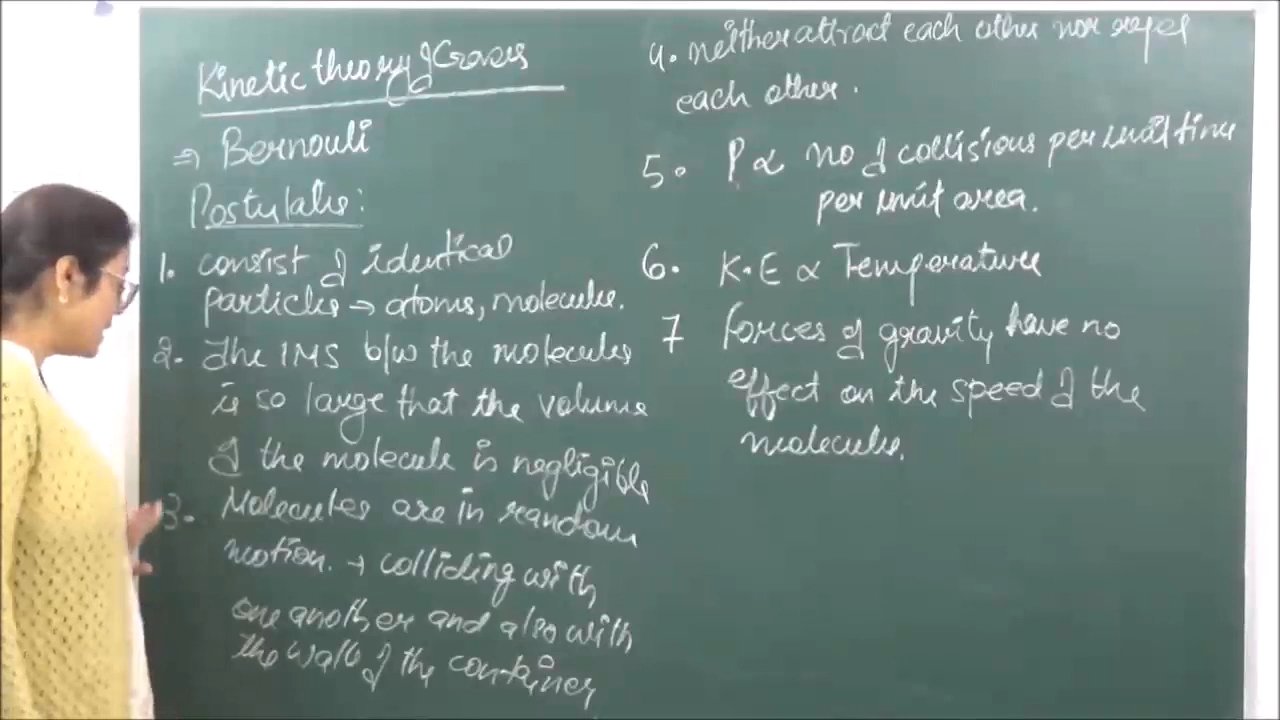 Kinetic theory of Gases
⇒ Bernouli
Postulates:
1. consist of identical
particles → atoms, molecules.
2. The IMS b/w the molecules
is so large that the volume
of the molecule is negligible
3. Molecules are in random
motion. → colliding with
one another and also with
the walls of the container
4. neither attract each other nor repel
each other.
5. P ∝ no of collisions per unit time
per unit area.
6. K.E ∝ Temperature
7 forces of gravity have no
effect on the speed of the
molecules.